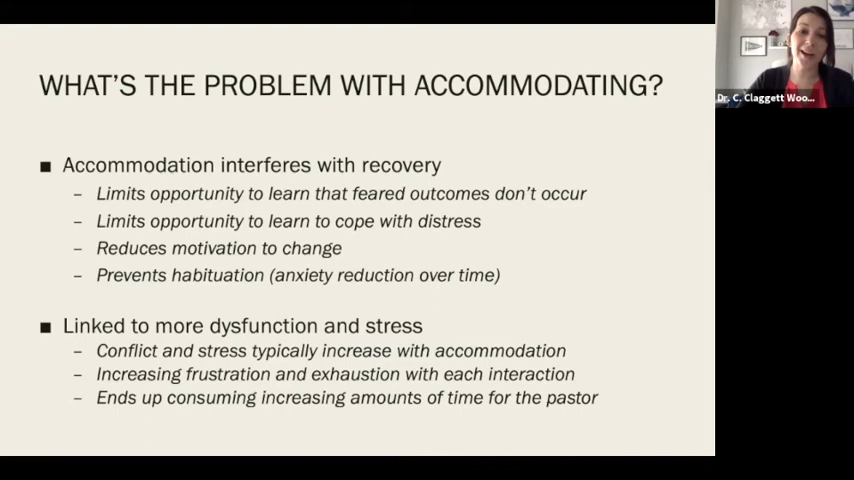 WHAT'S THE PROBLEM WITH ACCOMMODATING?
Dr. C. Claggett Woo...
■ Accommodation interferes with recovery
– Limits opportunity to learn that feared outcomes don't occur
– Limits opportunity to learn to cope with distress
– Reduces motivation to change
– Prevents habituation (anxiety reduction over time)
■ Linked to more dysfunction and stress
– Conflict and stress typically increase with accommodation
– Increasing frustration and exhaustion with each interaction
– Ends up consuming increasing amounts of time for the pastor